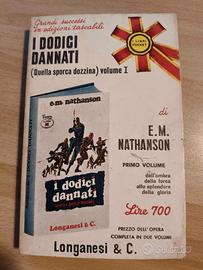 Grandi successi
in edizioni tascabili
I DODICI
DANNATI
(Quella sporca dozzina) volume I
I LIBRI
POCKET
di
E.M.
NATHANSON
PRIMO VOLUME
dall'ombra
della forca
allo splendore
della gloria
Lire 700
PREZZO DELL'OPERA
COMPLETA IN DUE VOLUMI
e.m. nathanson
i dodici
dannati
Longanesi & C.
Longanesi & C.
subito